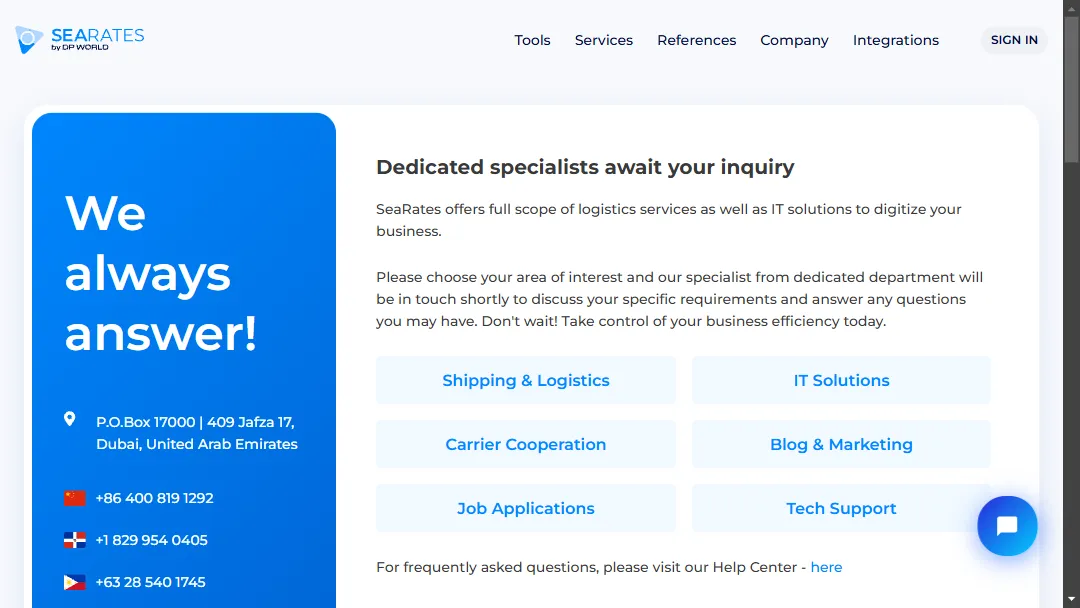 SEARATES
by DP WORLD
Tools Services References Company Integrations SIGN IN
We
always
answer!
P.O.Box 17000 | 409 Jafza 17,
Dubai, United Arab Emirates
+86 400 819 1292
+1 829 954 0405
+63 28 540 1745
Dedicated specialists await your inquiry
SeaRates offers full scope of logistics services as well as IT solutions to digitize your
business.
Please choose your area of interest and our specialist from dedicated department will
be in touch shortly to discuss your specific requirements and answer any questions
you may have. Don't wait! Take control of your business efficiency today.
Shipping & Logistics IT Solutions
Carrier Cooperation Blog & Marketing
Job Applications Tech Support
For frequently asked questions, please visit our Help Center - here